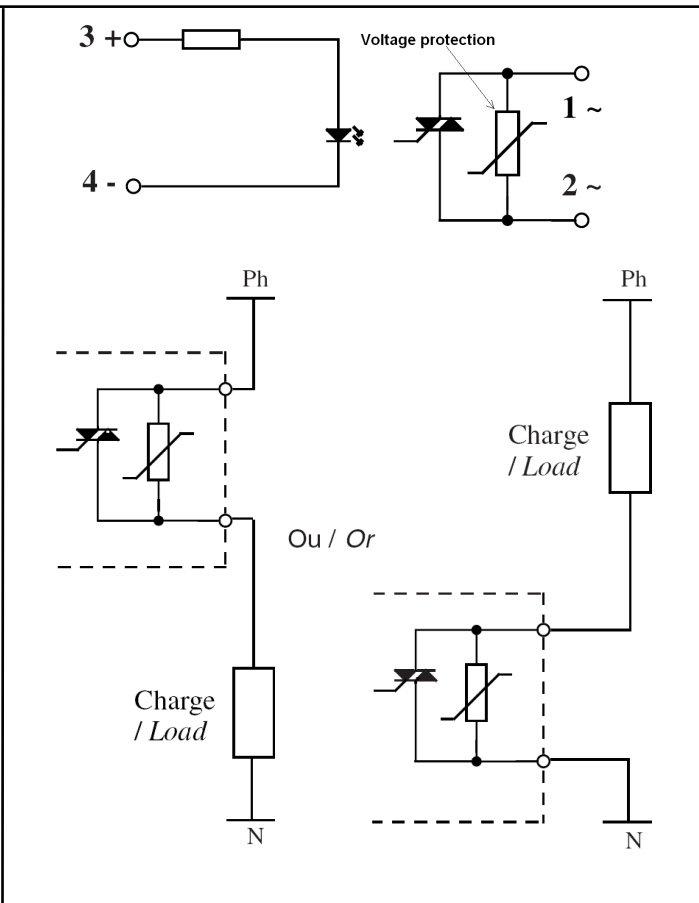 3 +
Voltage protection
1 ~
4 -
2 ~
Ph
Ph
Charge
/ Load
Ou / Or
Charge
/ Load
N
N